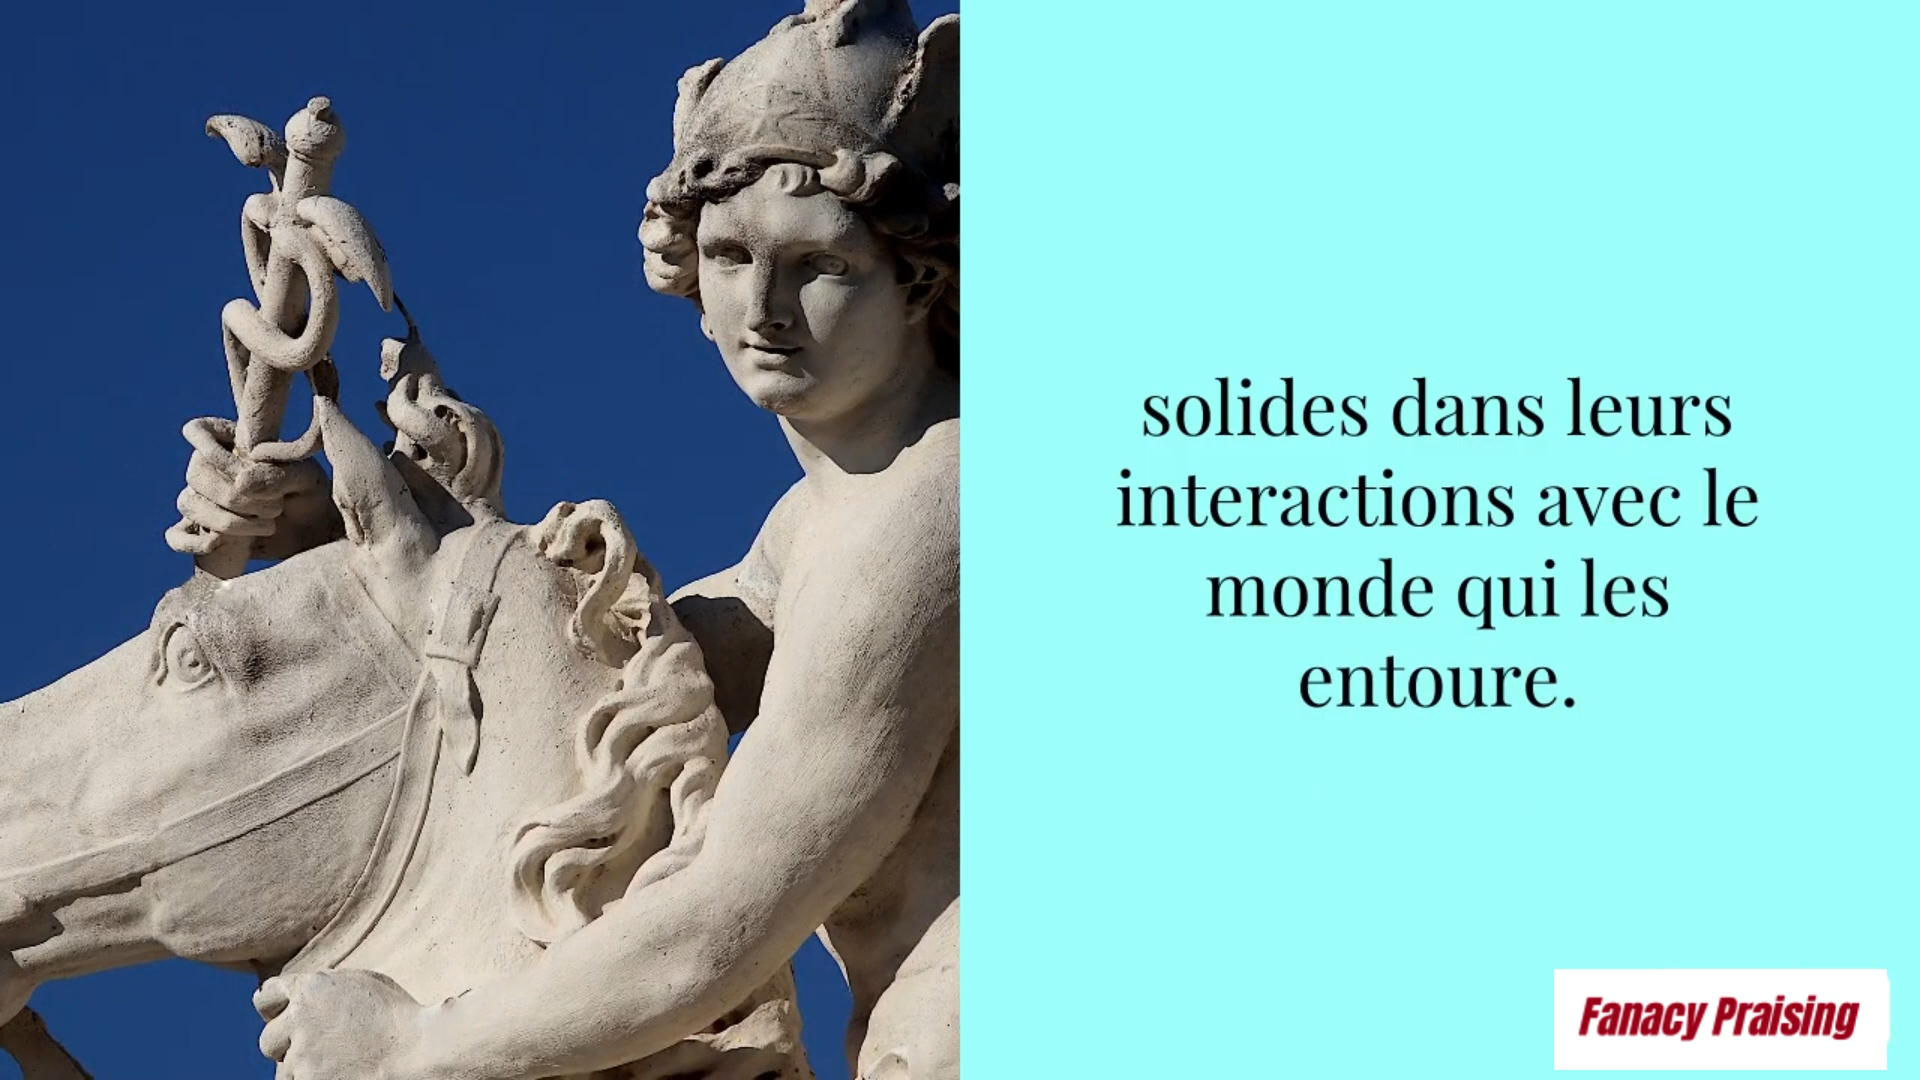 solides dans leurs
interactions avec le
monde qui les
entoure.
Fanacy Praising